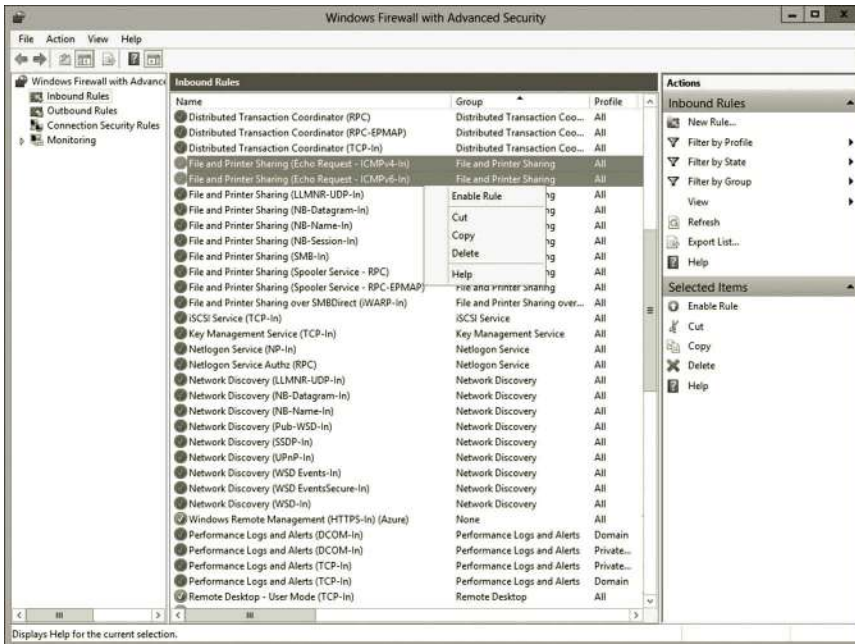 Windows Firewall with Advanced Security
File Action View Help
Windows Firewall with Advance
Inbound Rules
Outbound Rules
Connection Security Rules
Monitoring
Inbound Rules
Name Group Profile
Distributed Transaction Coordinator (RPC) Distributed Transaction Coo... All
Distributed Transaction Coordinator (RPC-EPMAP) Distributed Transaction Coo... All
Distributed Transaction Coordinator (TCP-In) Distributed Transaction Coo... All
File and Printer Sharing (Echo Request - ICMPv4-In) File and Printer Sharing All
File and Printer Sharing (Echo Request - ICMPv6-In) File and Printer Sharing All
File and Printer Sharing (LLMNR-UDP-In) ng All
File and Printer Sharing (NB-Datagram-In) ng All
File and Printer Sharing (NB-Name-In) ng All
File and Printer Sharing (NB-Session-In) ng All
File and Printer Sharing (SMB-In) ng All
File and Printer Sharing (Spooler Service - RPC) ng All
File and Printer Sharing (Spooler Service - RPC-EPMAP) File and Printer Sharing All
File and Printer Sharing over SMBDirect (iWARP-In) File and Printer Sharing over... All
iSCSI Service (TCP-In) iSCSI Service All
Key Management Service (TCP-In) Key Management Service All
Netlogon Service (NP-In) Netlogon Service All
Netlogon Service Authz (RPC) Netlogon Service All
Network Discovery (LLMNR-UDP-In) Network Discovery All
Network Discovery (NB-Datagram-In) Network Discovery All
Network Discovery (NB-Name-In) Network Discovery All
Network Discovery (Pub-WSD-In) Network Discovery All
Network Discovery (SSDP-In) Network Discovery All
Network Discovery (UPnP-In) Network Discovery All
Network Discovery (WSD Events-In) Network Discovery All
Network Discovery (WSD EventsSecure-In) Network Discovery All
Network Discovery (WSD-In) Network Discovery All
Windows Remote Management (HTTPS-In) (Azure) None All
Performance Logs and Alerts (DCOM-In) Performance Logs and Alerts Domain
Performance Logs and Alerts (DCOM-In) Performance Logs and Alerts Private...
Performance Logs and Alerts (TCP-In) Performance Logs and Alerts Private...
Performance Logs and Alerts (TCP-In) Performance Logs and Alerts Domain
Remote Desktop - User Mode (TCP-In) Remote Desktop All
Enable Rule
Cut
Copy
Delete
Help
Actions
Inbound Rules
New Rule...
Filter by Profile
Filter by State
Filter by Group
View
Refresh
Export List...
Help
Selected Items
Enable Rule
Cut
Copy
Delete
Help
Displays Help for the current selection.